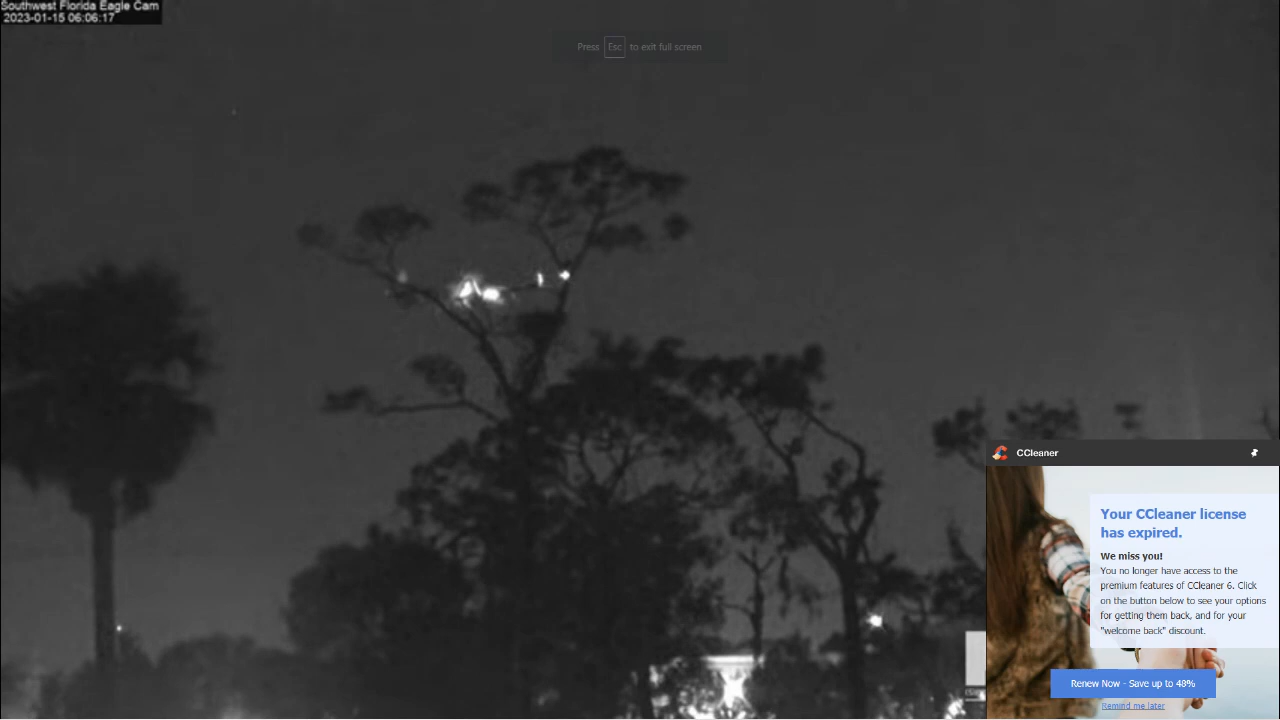 Southwest Florida Eagle Cam
2023-01-15 06:06:17
Press Esc to exit full screen
CCleaner
Your CCleaner license
has expired.
We miss you!
You no longer have access to the
premium features of CCleaner 6. Click
on the button below to see your options
for getting them back, and for your
"welcome back" discount.
Renew Now - Save up to 48%
Remind me later